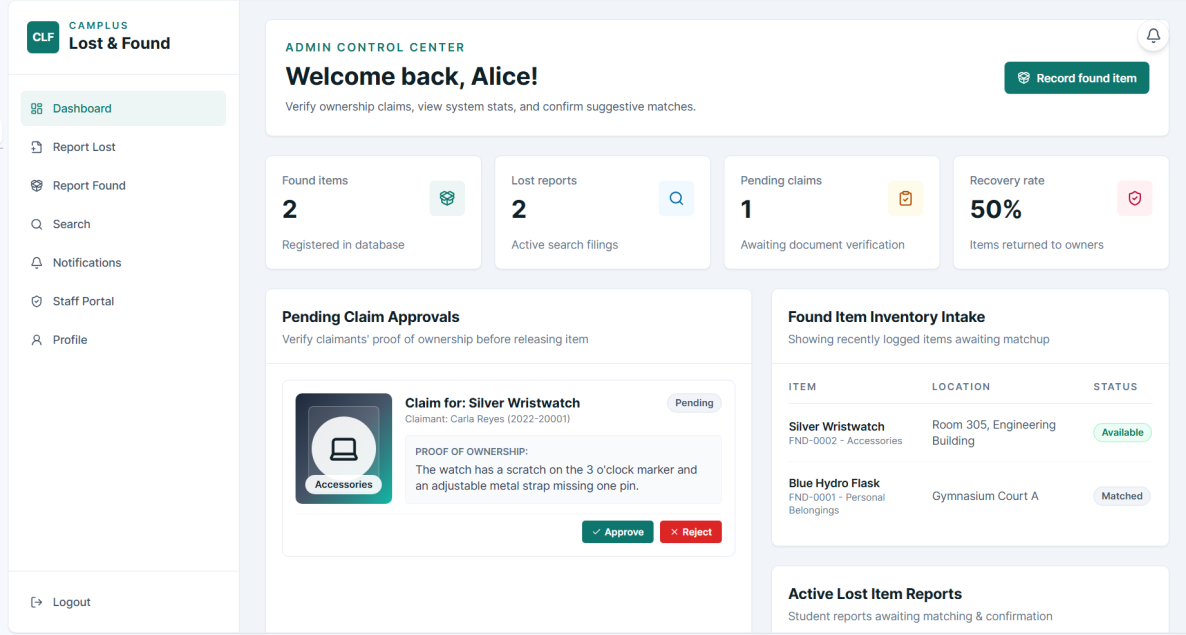 CLF
CAMPLUS
Lost & Found
Dashboard
Report Lost
Report Found
Search
Notifications
Staff Portal
Profile
Logout
ADMIN CONTROL CENTER
Welcome back, Alice!
Verify ownership claims, view system stats, and confirm suggestive matches.
Record found item
Found items
2
Registered in database
Lost reports
2
Active search filings
Pending claims
1
Awaiting document verification
Recovery rate
50%
Items returned to owners
Pending Claim Approvals
Verify claimants' proof of ownership before releasing item
Accessories
Claim for: Silver Wristwatch
Pending
Claimant: Carla Reyes (2022-20001)
PROOF OF OWNERSHIP:
The watch has a scratch on the 3 o'clock marker and
an adjustable metal strap missing one pin.
Approve
Reject
Found Item Inventory Intake
Showing recently logged items awaiting matchup
ITEM LOCATION STATUS
Silver Wristwatch
FND-0002 - Accessories
Room 305, Engineering
Building
Available
Blue Hydro Flask
FND-0001 - Personal
Belongings
Gymnasium Court A
Matched
Active Lost Item Reports
Student reports awaiting matching & confirmation